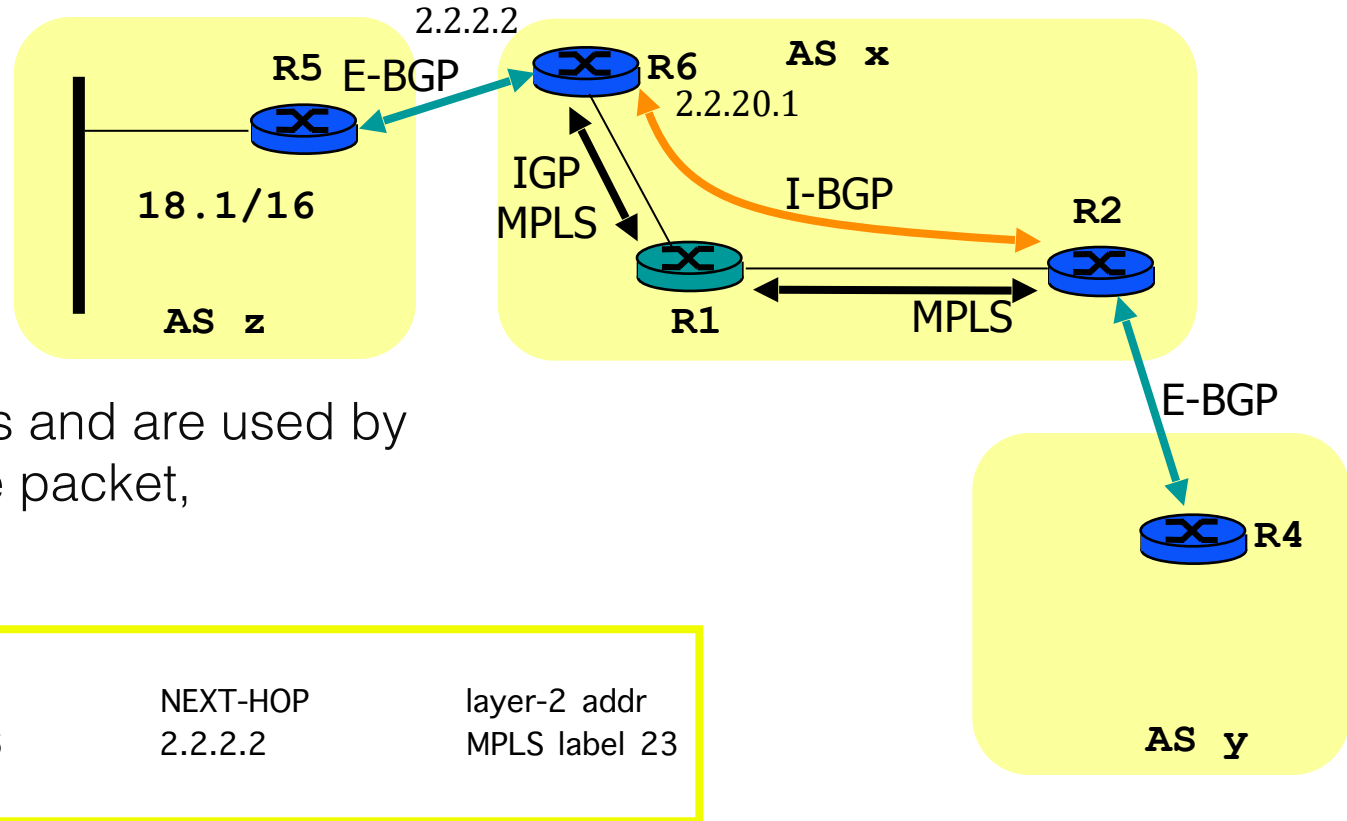 2.2.2.2
AS x
R5
E-BGP
R6
2.2.20.1
18.1/16
IGP
MPLS
I-BGP
R2
AS z
R1
MPLS
E-BGP
s and are used by
e packet,
R4
NEXT-HOP layer-2 addr
2.2.2.2 MPLS label 23
AS y